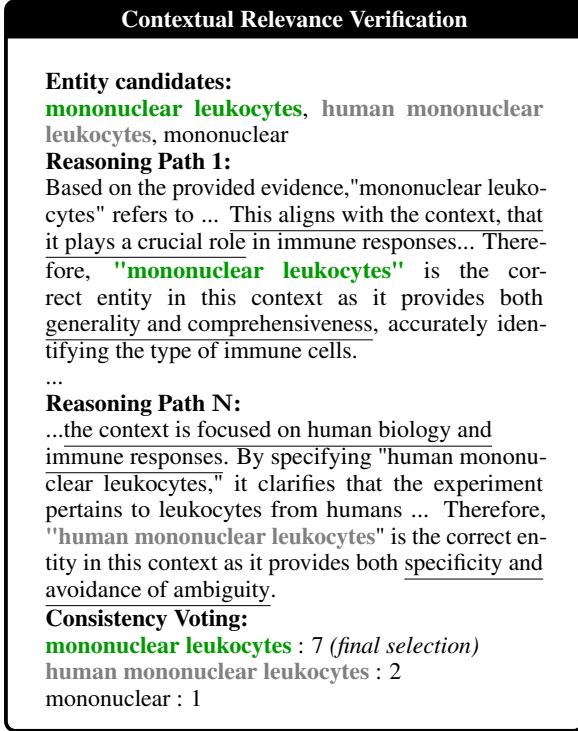 Contextual Relevance Verification
Entity candidates:
mononuclear leukocytes, human mononuclear
leukocytes, mononuclear
Reasoning Path 1:
Based on the provided evidence,"mononuclear leuko-
cytes" refers to ... This aligns with the context, that
it plays a crucial role in immune responses... There-
fore, "mononuclear leukocytes" is the cor-
rect entity in this context as it provides both
generality and comprehensiveness, accurately iden-
tifying the type of immune cells.
...
Reasoning Path N:
...the context is focused on human biology and
immune responses. By specifying "human mononu-
clear leukocytes," it clarifies that the experiment
pertains to leukocytes from humans ... Therefore,
"human mononuclear leukocytes" is the correct en-
tity in this context as it provides both specificity and
avoidance of ambiguity.
Consistency Voting:
mononuclear leukocytes : 7 (final selection)
human mononuclear leukocytes : 2
mononuclear : 1